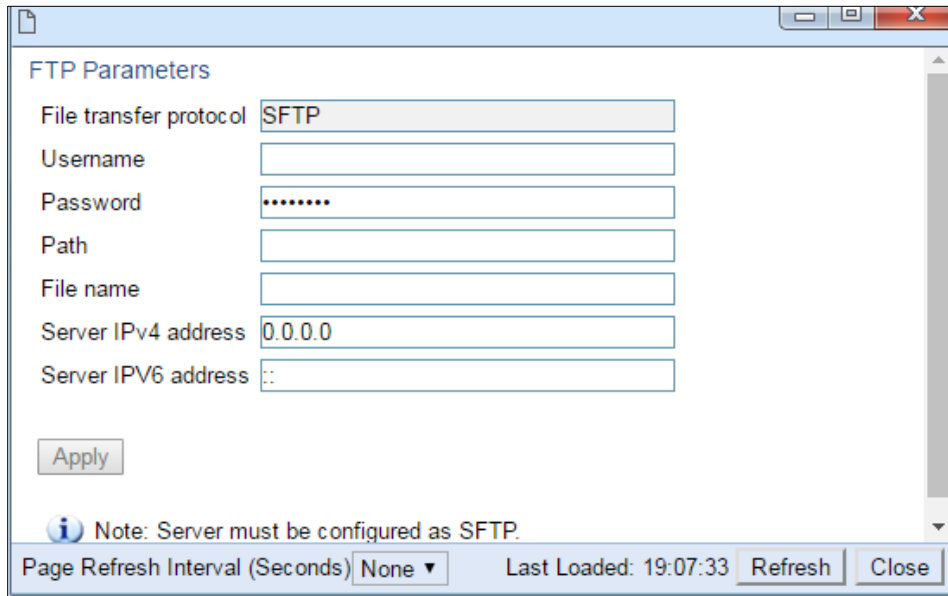 FTP Parameters
File transfer protocol SFTP
Username
Password ••••••••
Path
File name
Server IPv4 address 0.0.0.0
Server IPV6 address ::
Apply
Note: Server must be configured as SFTP.
Page Refresh Interval (Seconds) None Last Loaded: 19:07:33 Refresh Close